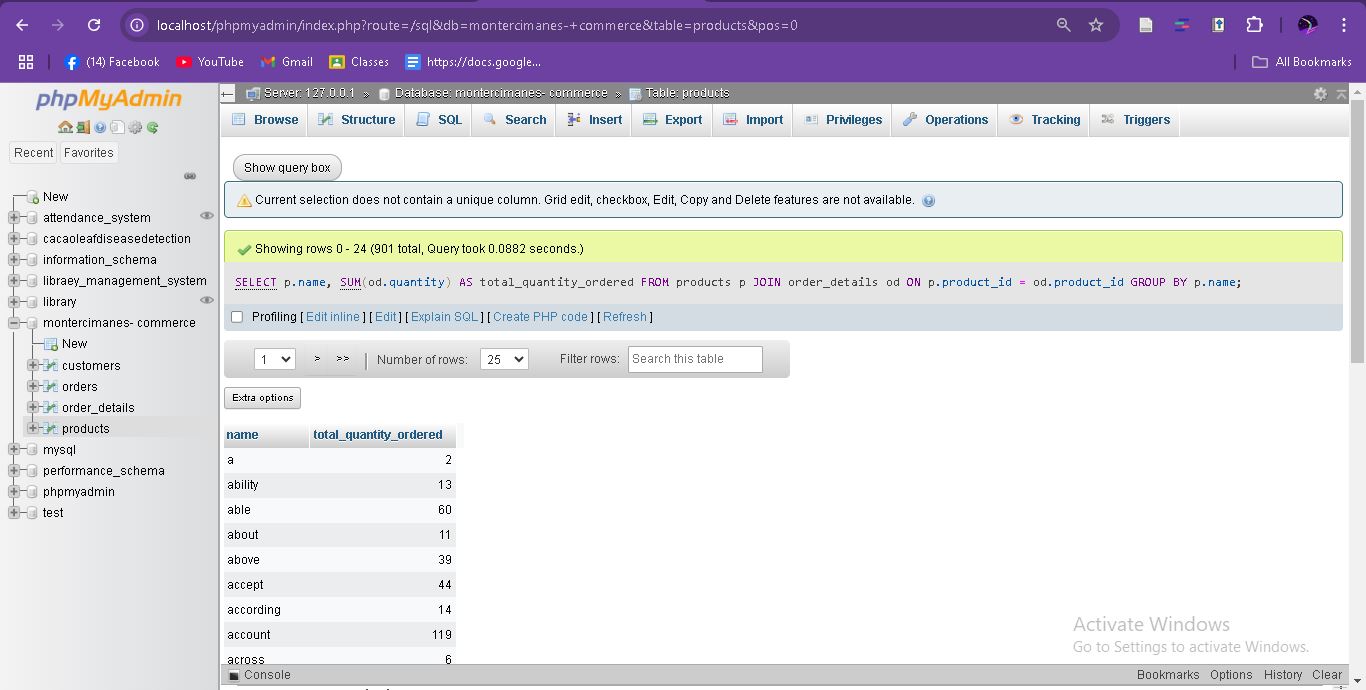 localhost/phpmyadmin/index.php?route=/sql&db=montercimanes-+commerce&table=products&pos=0
(14) Facebook YouTube Gmail Classes https://docs.google... All Bookmarks
phpMyAdmin
Recent Favorites
New
attendance_system
cacaoleafdiseasedetection
information_schema
libraey_management_system
library
montercimanes- commerce
New
customers
orders
order_details
products
mysql
performance_schema
phpmyadmin
test
Server: 127.0.0.1 » Database: montercimanes- commerce » Table: products
Browse Structure SQL Search Insert Export Import Privileges Operations Tracking Triggers
Show query box
Current selection does not contain a unique column. Grid edit, checkbox, Edit, Copy and Delete features are not available.
Showing rows 0 - 24 (901 total, Query took 0.0882 seconds.)
SELECT p.name, SUM(od.quantity) AS total_quantity_ordered FROM products p JOIN order_details od ON p.product_id = od.product_id GROUP BY p.name;
Profiling [ Edit inline ] [ Edit ] [ Explain SQL ] [ Create PHP code ] [ Refresh ]
1 > >> | Number of rows: 25 Filter rows: Search this table
Extra options
name total_quantity_ordered
a 2
ability 13
able 60
about 11
above 39
accept 44
according 14
account 119
across 6
Activate Windows
Go to Settings to activate Windows.
Console Bookmarks Options History Clear